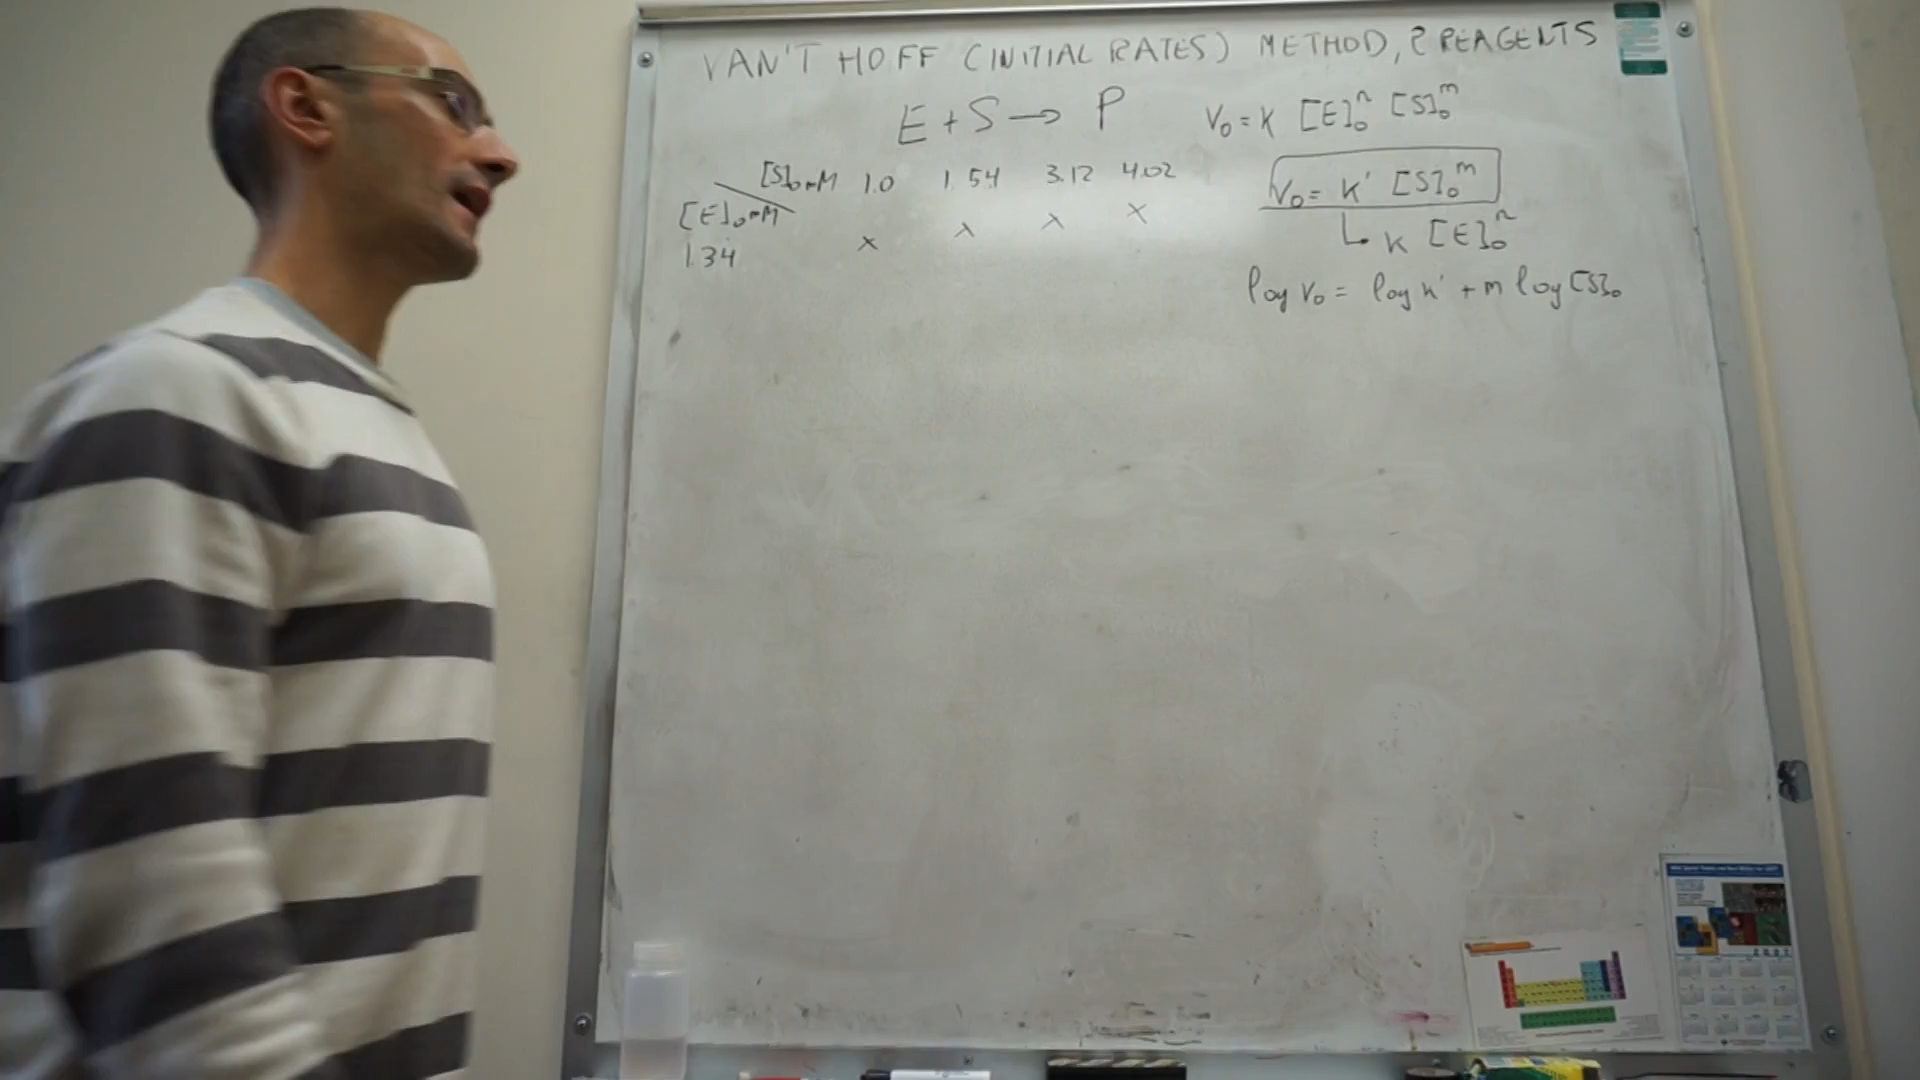 VAN'T HOFF (INITIAL RATES) METHOD, 2 REAGENTS
E + S → P
V₀ = K [E]₀ⁿ [S]₀ᵐ
[S]₀ mM 1.0 1.54 3.12 4.02
[E]₀ mM
1.34 x x x x
V₀ = K' [S]₀ᵐ
↳ K [E]₀ⁿ
log V₀ = log K' + m log [S]₀